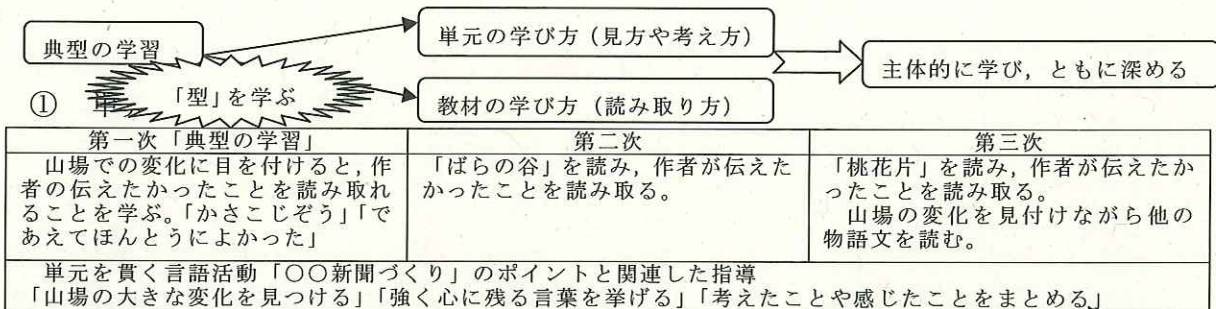 典型の学習
単元の学び方（見方や考え方）
主体的に学び，ともに深める
「型」を学ぶ
教材の学び方（読み取り方）
①
第一次「典型の学習」
山場での変化に目を付けると，作
者の伝えたかったことを読み取れ
ることを学ぶ。「かさこじぞう」「で
あえてほんとうによかった」
第二次
「ばらの谷」を読み，作者が伝えた
かったことを読み取る。
第三次
「桃花片」を読み，作者が伝えたか
ったことを読み取る。
山場の変化を見付けながら他の
物語文を読む。
単元を貫く言語活動「○○新聞づくり」のポイントと関連した指導
「山場の大きな変化を見つける」「強く心に残る言葉を挙げる」「考えたことや感じたことをまとめる」